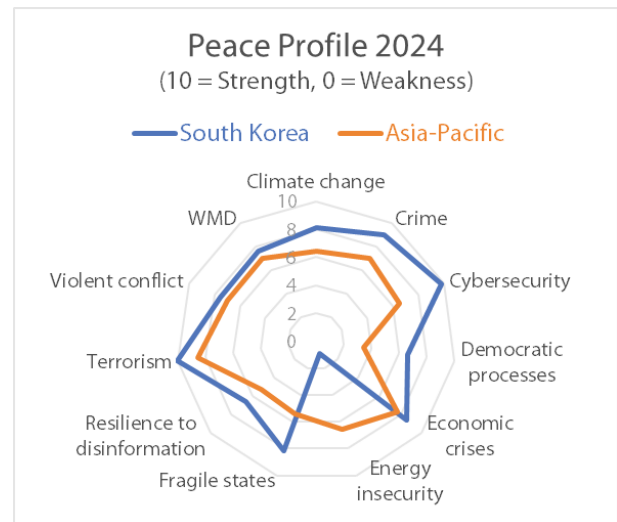 Peace Profile 2024
(10 = Strength, 0 = Weakness)
South Korea
Asia-Pacific
Climate change
10
WMD
Crime
8
Violent conflict
6
Cybersecurity
4
2
0
Terrorism
Democratic
processes
Resilience to
disinformation
Economic
crises
Fragile states
Energy
insecurity